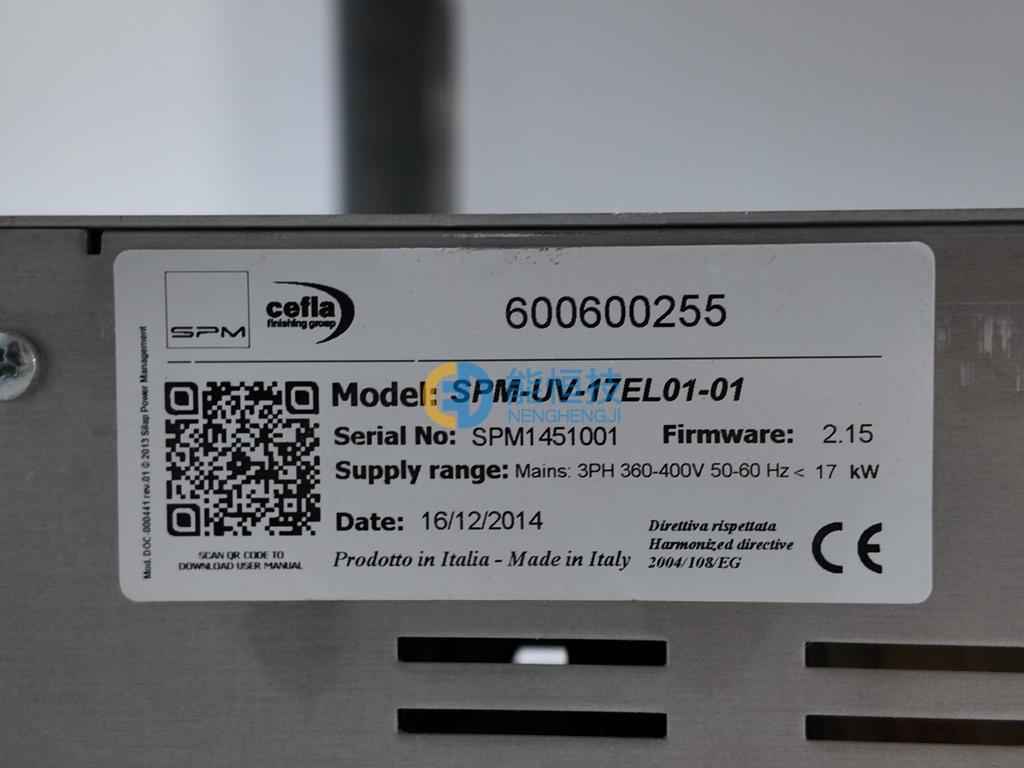 SPM
cefla
finishing group
600600255
Model: SPM-UV-17EL01-01
能恒技
NENGHENGJI
Serial No: SPM1451001 Firmware: 2.15
Supply range: Mains: 3PH 360-400V 50-60 Hz < 17 kW
Date: 16/12/2014
Prodotto in Italia - Made in Italy
Direttiva rispettata
Harmonized directive
2004/108/EG
CE
SCAN QR CODE TO
DOWNLOAD USER MANUAL
Mod. DOC-000441 rev.01 © 2013 Silap Power Management